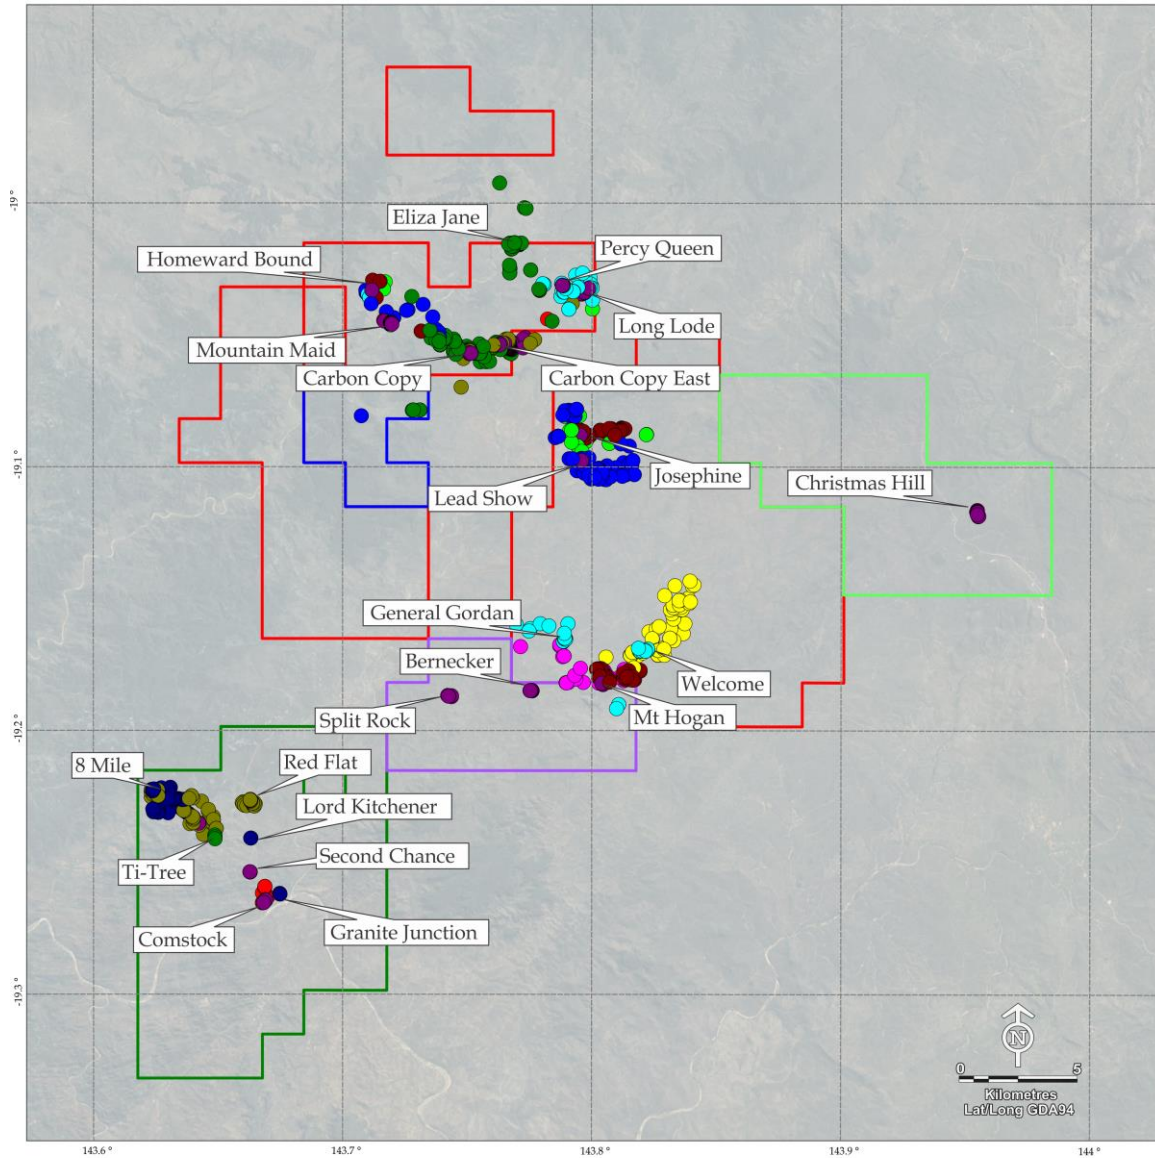 -19 °
Eliza Jane
Percy Queen
Homeward Bound
Long Lode
Mountain Maid
Carbon Copy
Carbon Copy East
-19.1 °
Josephine
Christmas Hill
Lead Show
General Gordan
Bernecker
Welcome
Split Rock
Mt Hogan
-19.2 °
8 Mile
Red Flat
Lord Kitchener
Second Chance
Ti-Tree
Granite Junction
Comstock
-19.3 °
N
0 5
Kilometres
Lat/Long GDA94
143.6 ° 143.7 ° 143.8 ° 143.9 ° 144 °